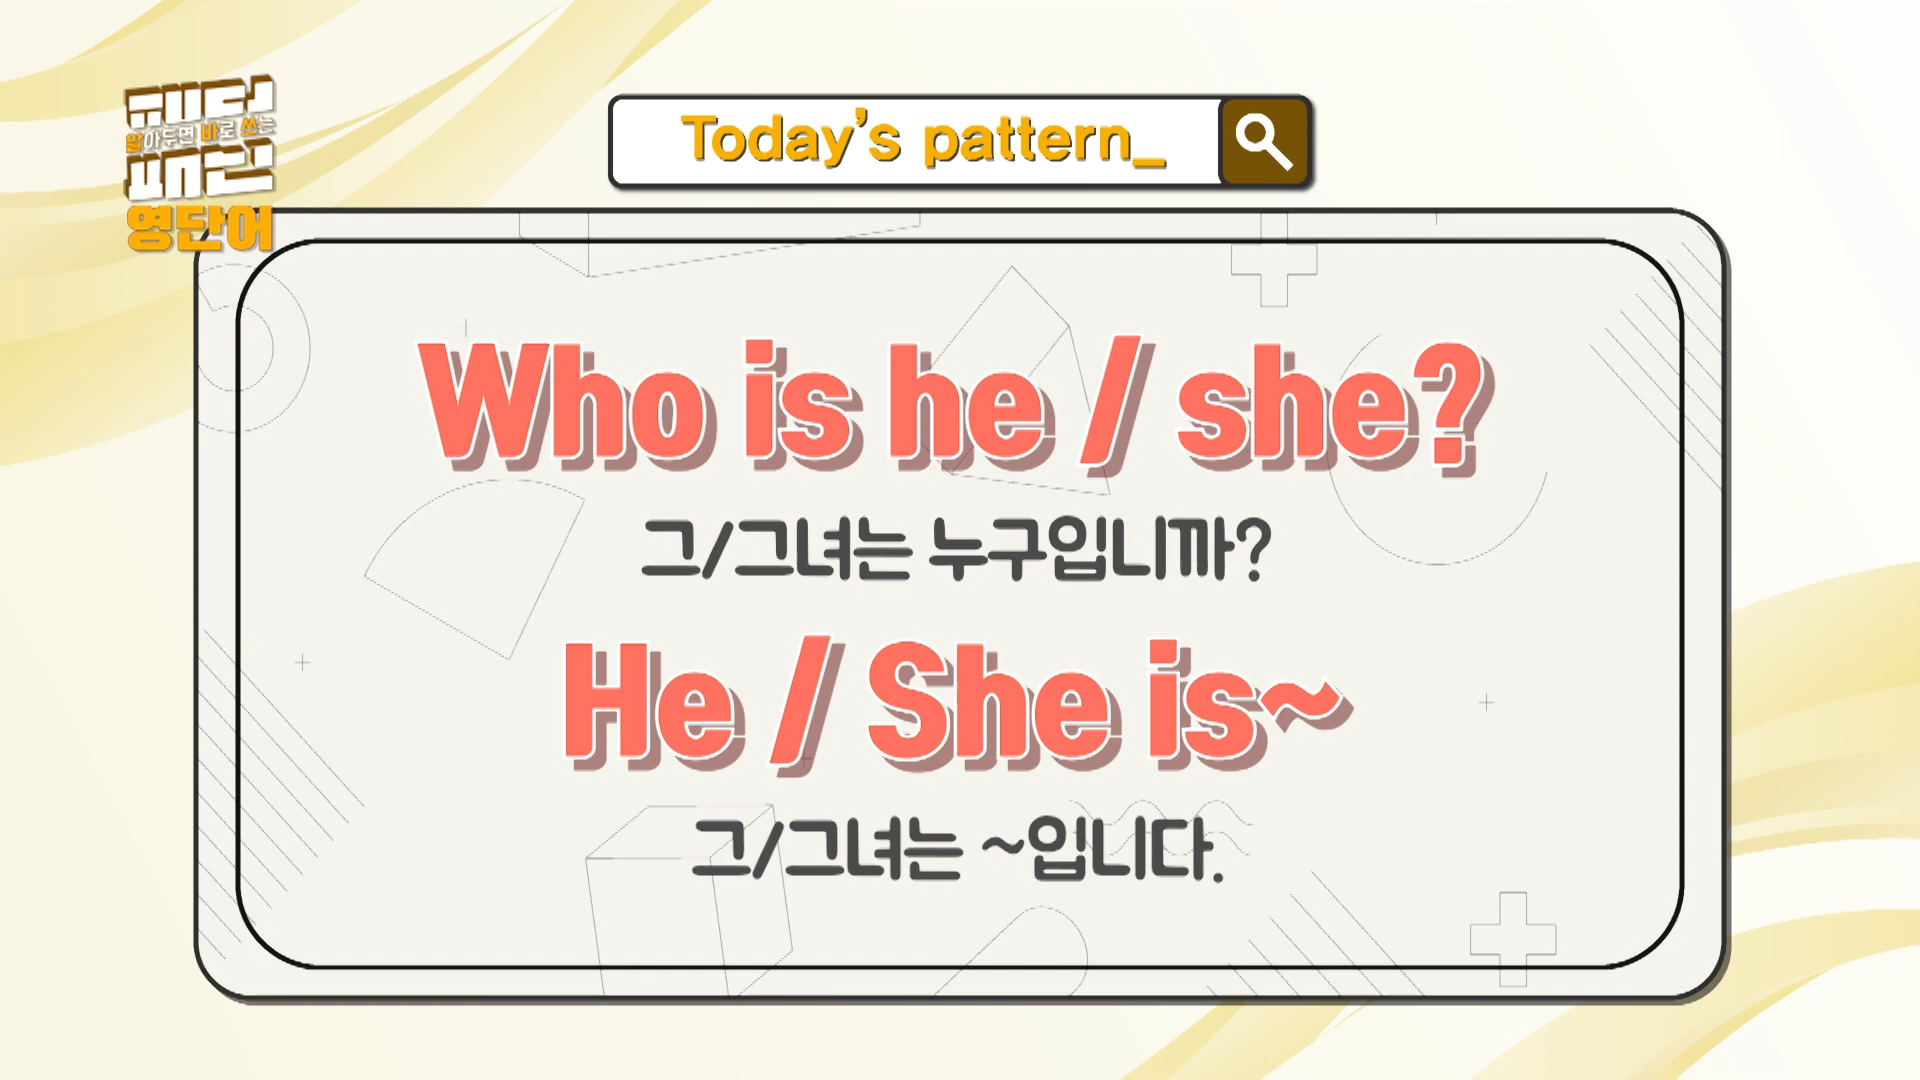 패턴
알아두면 바로 쓰는
패턴
영단어
Today's pattern_
Who is he / she?
그/그녀는 누구입니까?
He / She is~
그/그녀는 ~입니다.